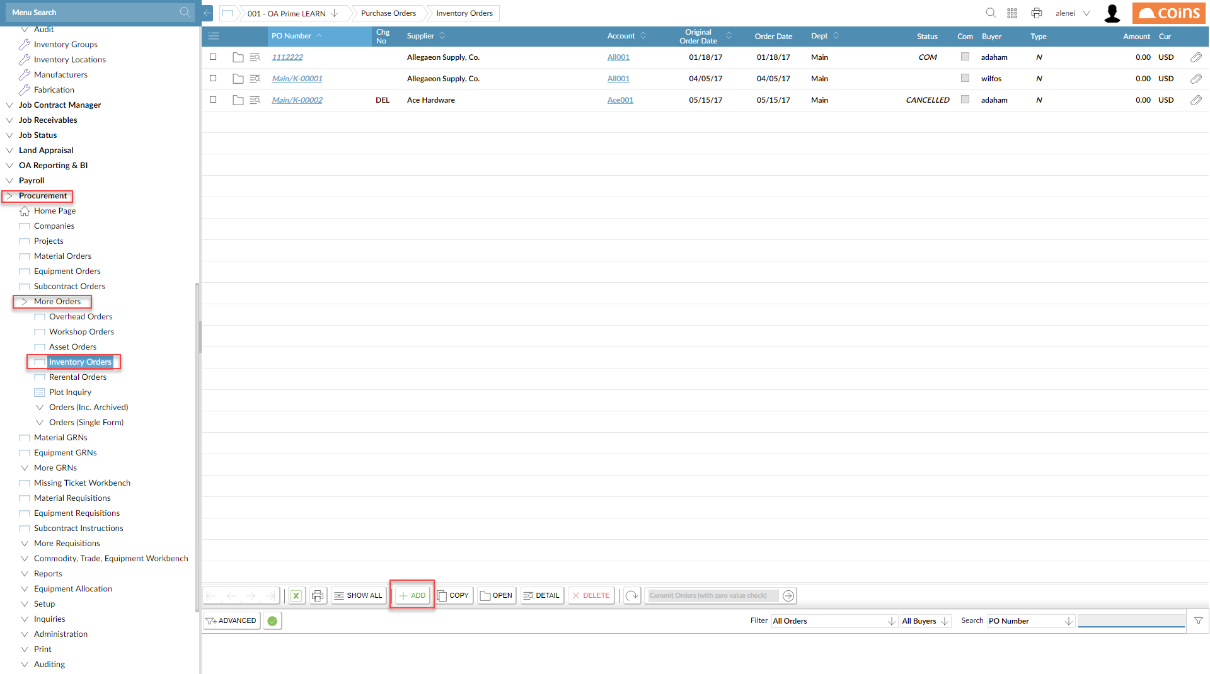 Menu Search
001 - OA Prime LEARN
Purchase Orders
Inventory Orders
alenei
COINS
Audit
Inventory Groups
Inventory Locations
Manufacturers
Fabrication
Job Contract Manager
Job Receivables
Job Status
Land Appraisal
OA Reporting & BI
Payroll
Procurement
Home Page
Companies
Projects
Material Orders
Equipment Orders
Subcontract Orders
More Orders
Overhead Orders
Workshop Orders
Asset Orders
Inventory Orders
Rerental Orders
Plot Inquiry
Orders (Inc. Archived)
Orders (Single Form)
Material GRNs
Equipment GRNs
More GRNs
Missing Ticket Workbench
Material Requisitions
Equipment Requisitions
Subcontract Instructions
More Requisitions
Commodity, Trade, Equipment Workbench
Reports
Equipment Allocation
Setup
Inquiries
Administration
Print
Auditing
PO Number Chg No Supplier Account Original Order Date Order Date Dept Status Com Buyer Type Amount Cur
1112222 Allegaeon Supply, Co. All001 01/18/17 01/18/17 Main COM adaham N 0.00 USD
Main/K-00001 Allegaeon Supply, Co. All001 04/05/17 04/05/17 Main wilfos N 0.00 USD
Main/K-00002 DEL Ace Hardware Ace001 05/15/17 05/15/17 Main CANCELLED adaham N 0.00 USD
SHOW ALL ADD COPY OPEN DETAIL DELETE Commit Orders (with zero value check)
ADVANCED Filter All Orders All Buyers Search PO Number